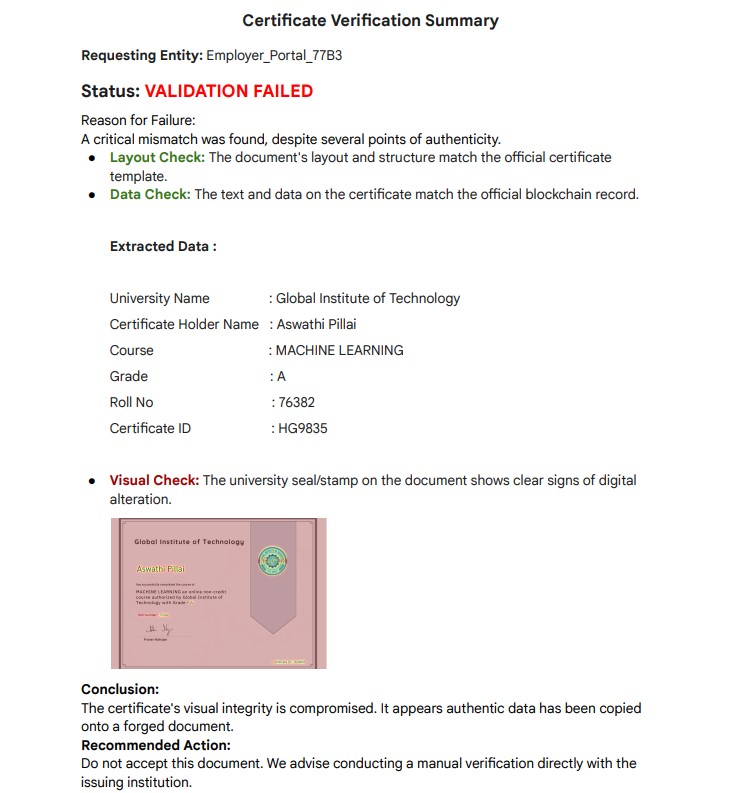 Certificate Verification Summary
Requesting Entity: Employer_Portal_77B3
Status: VALIDATION FAILED
Reason for Failure:
A critical mismatch was found, despite several points of authenticity.
● Layout Check: The document's layout and structure match the official certificate
template.
● Data Check: The text and data on the certificate match the official blockchain record.
Extracted Data :
University Name : Global Institute of Technology
Certificate Holder Name : Aswathi Pillai
Course : MACHINE LEARNING
Grade : A
Roll No : 76382
Certificate ID : HG9835
● Visual Check: The university seal/stamp on the document shows clear signs of digital
alteration.
Global Institute of Technology
Aswathi Pillai
has successfully completed the course of
MACHINE LEARNING an online non-credit
course authorized by Global Institute of
Technology with Grade
Conclusion:
The certificate's visual integrity is compromised. It appears authentic data has been copied
onto a forged document.
Recommended Action:
Do not accept this document. We advise conducting a manual verification directly with the
issuing institution.